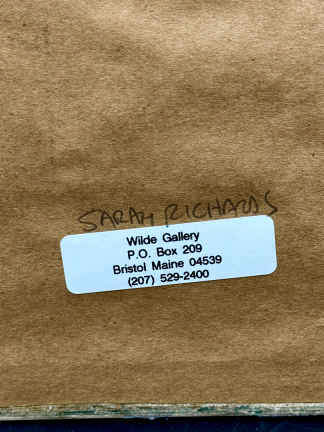 SARAH RICHARDS
Wilde Gallery
P.O. Box 209
Bristol Maine 04539
(207) 529-2400